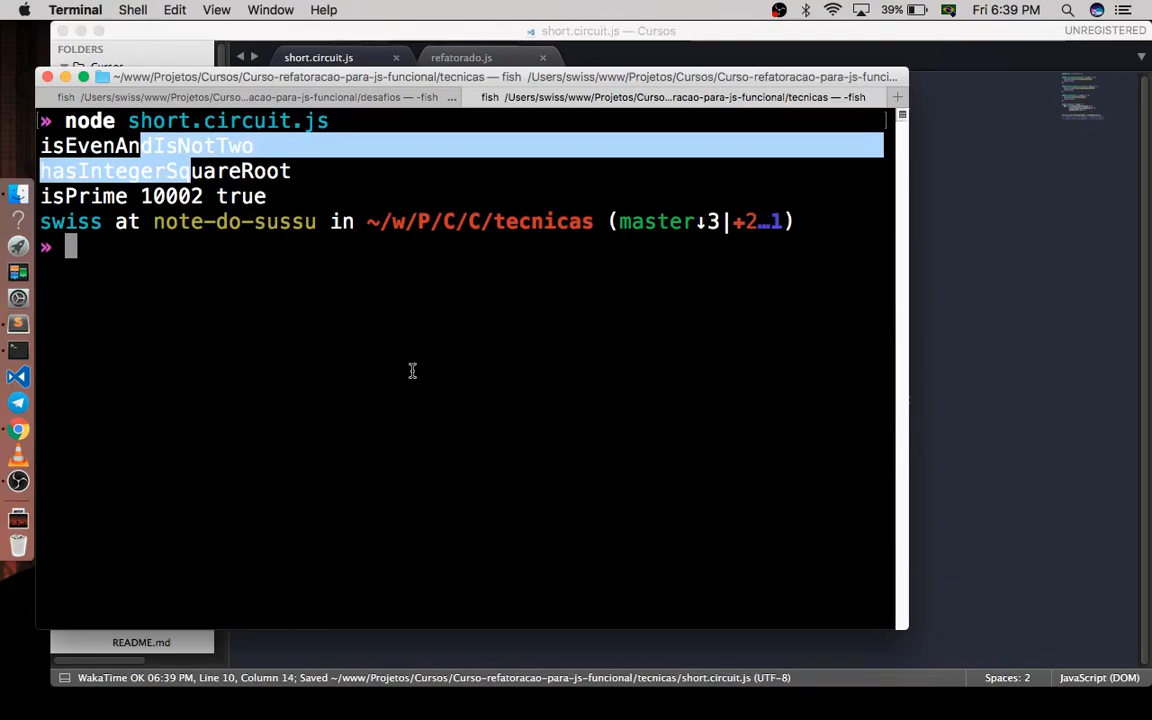 Terminal Shell Edit View Window Help 39% Fri 6:39 PM
short.circuit.js — Cursos UNREGISTERED
FOLDERS short.circuit.js × refatorado.js ×
Cursos
~/www/Projetos/Cursos/Curso-refatoracao-para-js-funcional/tecnicas — fish /Users/swiss/www/Projetos/Cursos/Curso-refatoracao-para-js-funci...
fish /Users/swiss/www/Projetos/Curso...acao-para-js-funcional/desafios — -fish ... fish /Users/swiss/www/Projetos/Curso...racao-para-js-funcional/tecnicas — -fish +
» node short.circuit.js
isEvenAndIsNotTwo
hasIntegerSquareRoot
isPrime 10002 true
swiss at note-do-sussu in ~/w/P/C/C/tecnicas (master↓3|+2…1)
»
README.md
WakaTime OK 06:39 PM, Line 10, Column 14; Saved ~/www/Projetos/Cursos/Curso-refatoracao-para-js-funcional/tecnicas/short.circuit.js (UTF-8) Spaces: 2 JavaScript (DOM)